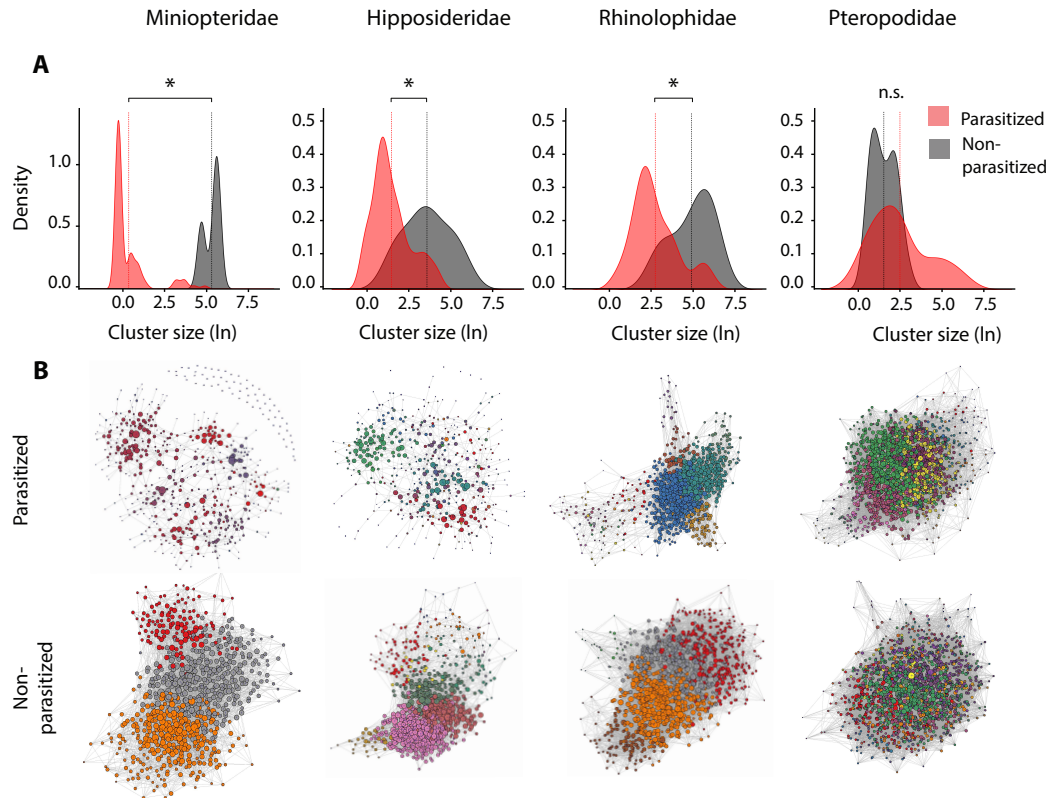 Miniopteridae Hipposideridae Rhinolophidae Pteropodidae
A
* * * n.s.
Parasitized
Non-
parasitized
Density
1.0
0.5
0.0
0.5
0.4
0.3
0.2
0.1
0.0
0.5
0.4
0.3
0.2
0.1
0.0
0.5
0.4
0.3
0.2
0.1
0.0
0.0 2.5 5.0 7.5 0.0 2.5 5.0 7.5 0.0 2.5 5.0 7.5 0.0 2.5 5.0 7.5
Cluster size (ln) Cluster size (ln) Cluster size (ln) Cluster size (ln)
B
Parasitized
Non-
parasitized